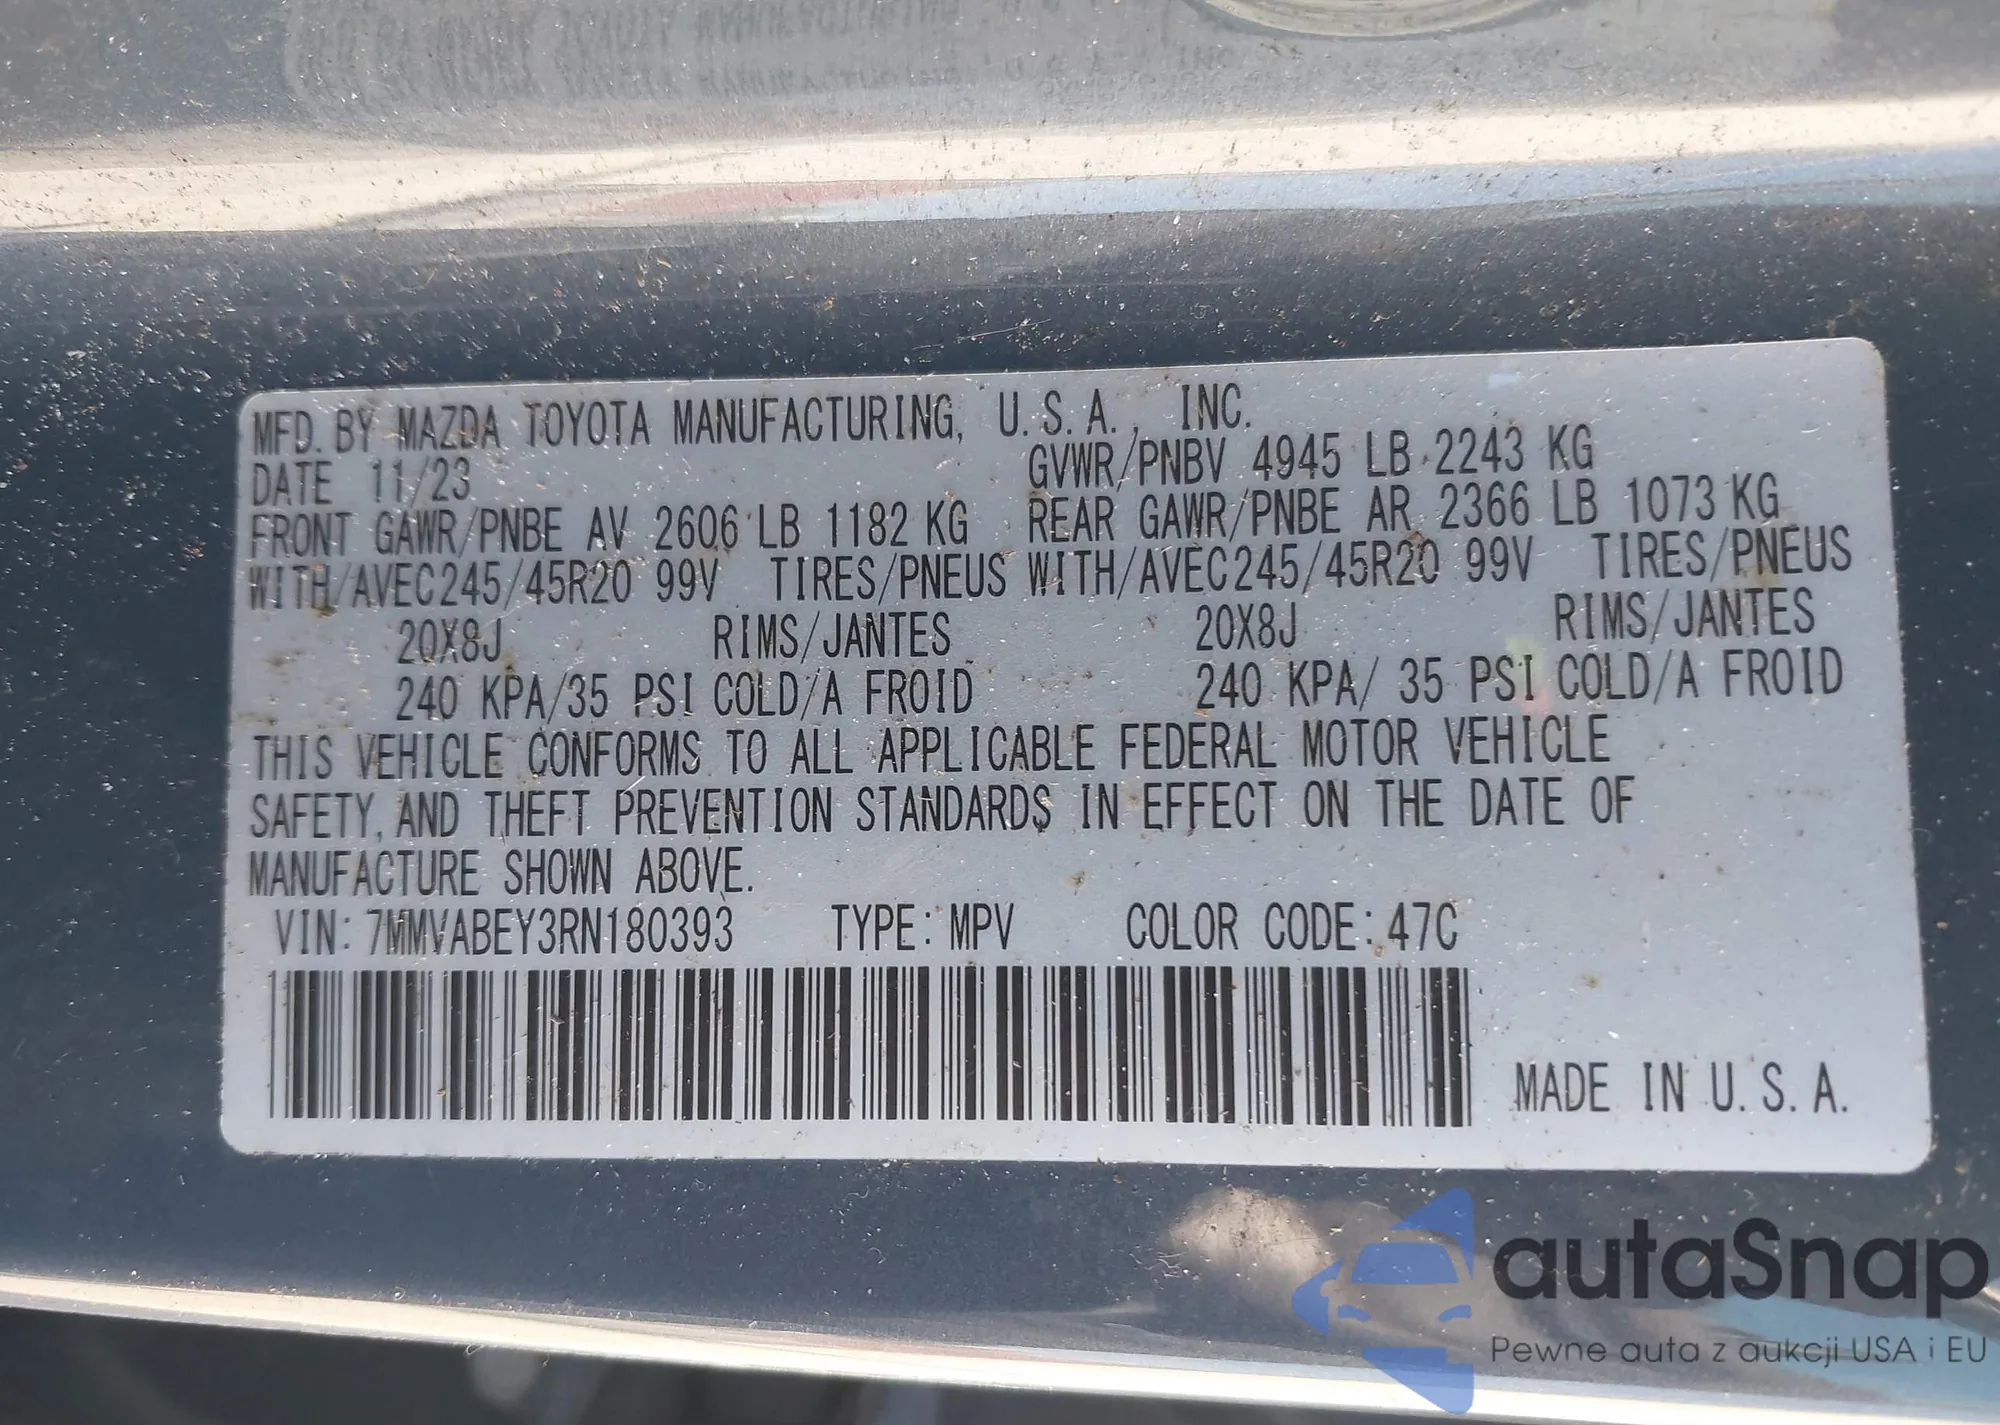 MFD. BY MAZDA TOYOTA MANUFACTURING, U.S.A., INC.
DATE 11/23 GVWR/PNBV 4945 LB 2243 KG
FRONT GAWR/PNBE AV 2606 LB 1182 KG REAR GAWR/PNBE AR 2366 LB 1073 KG
WITH/AVEC245/45R20 99V TIRES/PNEUS WITH/AVEC245/45R20 99V TIRES/PNEUS
20X8J RIMS/JANTES 20X8J RIMS/JANTES
240 KPA/35 PSI COLD/A FROID 240 KPA/ 35 PSI COLD/A FROID
THIS VEHICLE CONFORMS TO ALL APPLICABLE FEDERAL MOTOR VEHICLE
SAFETY, AND THEFT PREVENTION STANDARDS IN EFFECT ON THE DATE OF
MANUFACTURE SHOWN ABOVE.
VIN: 7MMVABEY3RN180393 TYPE: MPV COLOR CODE: 47C
MADE IN U.S.A.
autaSnap
Pewne auta z aukcji USA i EU